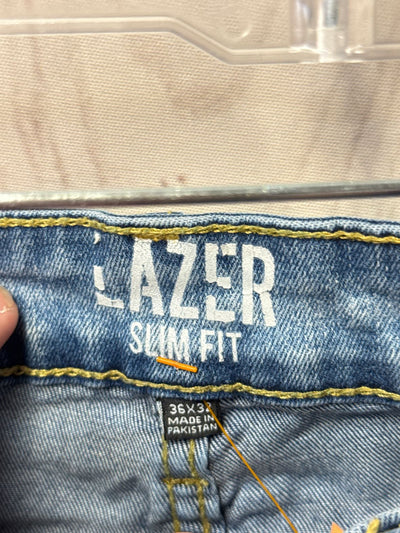 LAZER
SLIM FIT
36X32
MADE IN
PAKISTAN